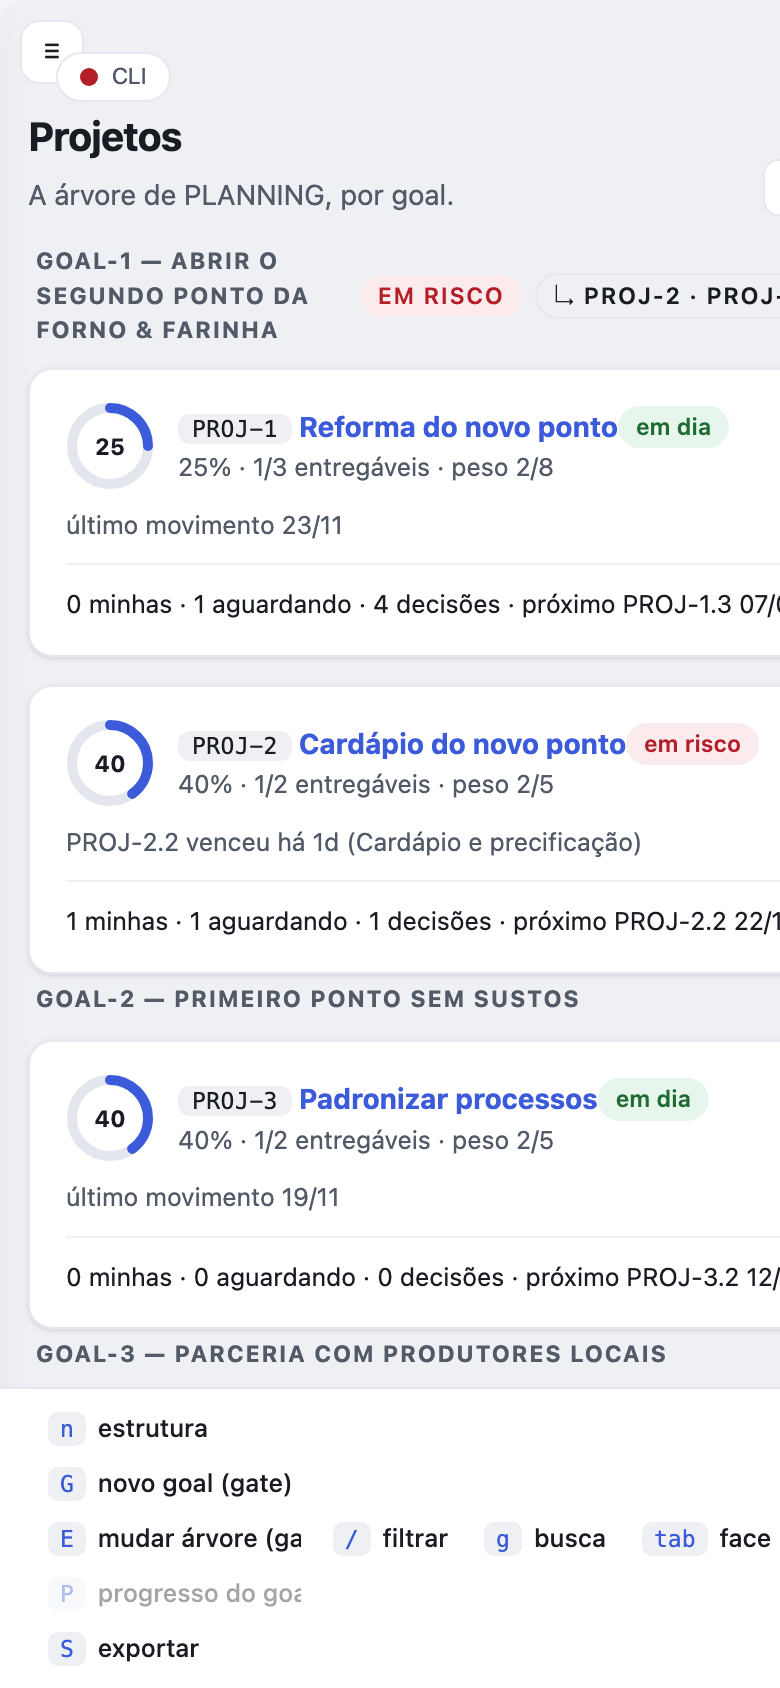 ☰
CLI
Projetos
A árvore de PLANNING, por goal.
GOAL-1 — ABRIR O
SEGUNDO PONTO DA
FORNO & FARINHA
EM RISCO
PROJ-2 · PROJ-
25
PROJ-1 Reforma do novo ponto em dia
25% · 1/3 entregáveis · peso 2/8
último movimento 23/11
0 minhas · 1 aguardando · 4 decisões · próximo PROJ-1.3 07/
40
PROJ-2 Cardápio do novo ponto em risco
40% · 1/2 entregáveis · peso 2/5
PROJ-2.2 venceu há 1d (Cardápio e precificação)
1 minhas · 1 aguardando · 1 decisões · próximo PROJ-2.2 22/1
GOAL-2 — PRIMEIRO PONTO SEM SUSTOS
40
PROJ-3 Padronizar processos em dia
40% · 1/2 entregáveis · peso 2/5
último movimento 19/11
0 minhas · 0 aguardando · 0 decisões · próximo PROJ-3.2 12/
GOAL-3 — PARCERIA COM PRODUTORES LOCAIS
n estrutura
G novo goal (gate)
E mudar árvore (ga / filtrar g busca tab face
P progresso do goa
S exportar